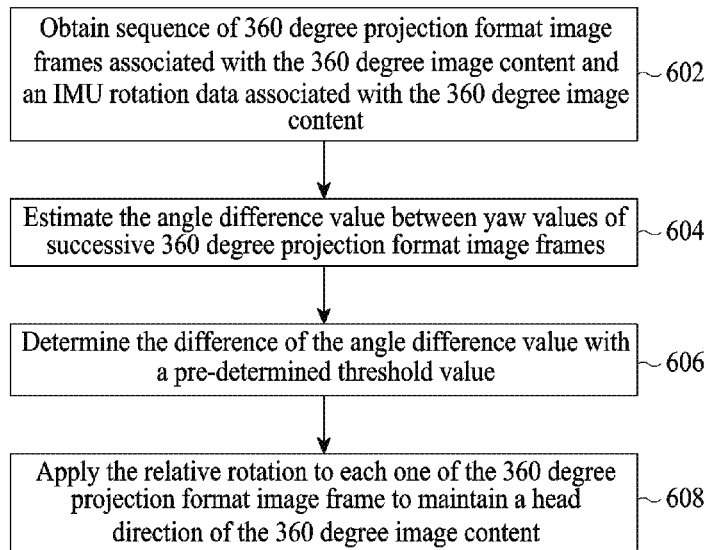 Obtain sequence of 360 degree projection format image
frames associated with the 360 degree image content and
an IMU rotation data associated with the 360 degree image
content
602
Estimate the angle difference value between yaw values of
successive 360 degree projection format image frames
604
Determine the difference of the angle difference value with
a pre-determined threshold value
606
Apply the relative rotation to each one of the 360 degree
projection format image frame to maintain a head
direction of the 360 degree image content
608